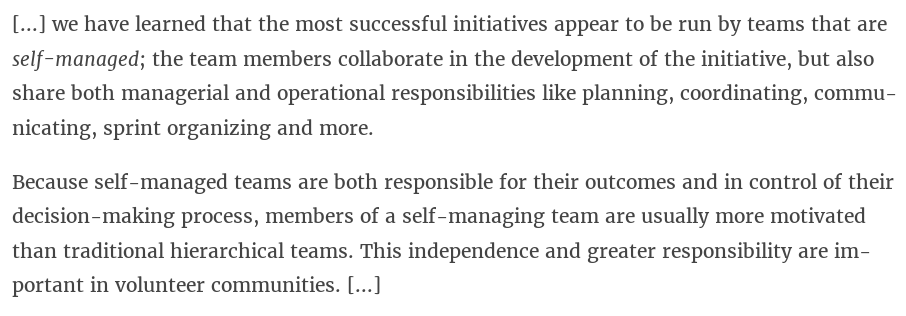 […] we have learned that the most successful initiatives appear to be run by teams that are
self-managed; the team members collaborate in the development of the initiative, but also
share both managerial and operational responsibilities like planning, coordinating, commu-
nicating, sprint organizing and more.
Because self-managed teams are both responsible for their outcomes and in control of their
decision-making process, members of a self-managing team are usually more motivated
than traditional hierarchical teams. This independence and greater responsibility are im-
portant in volunteer communities. […]